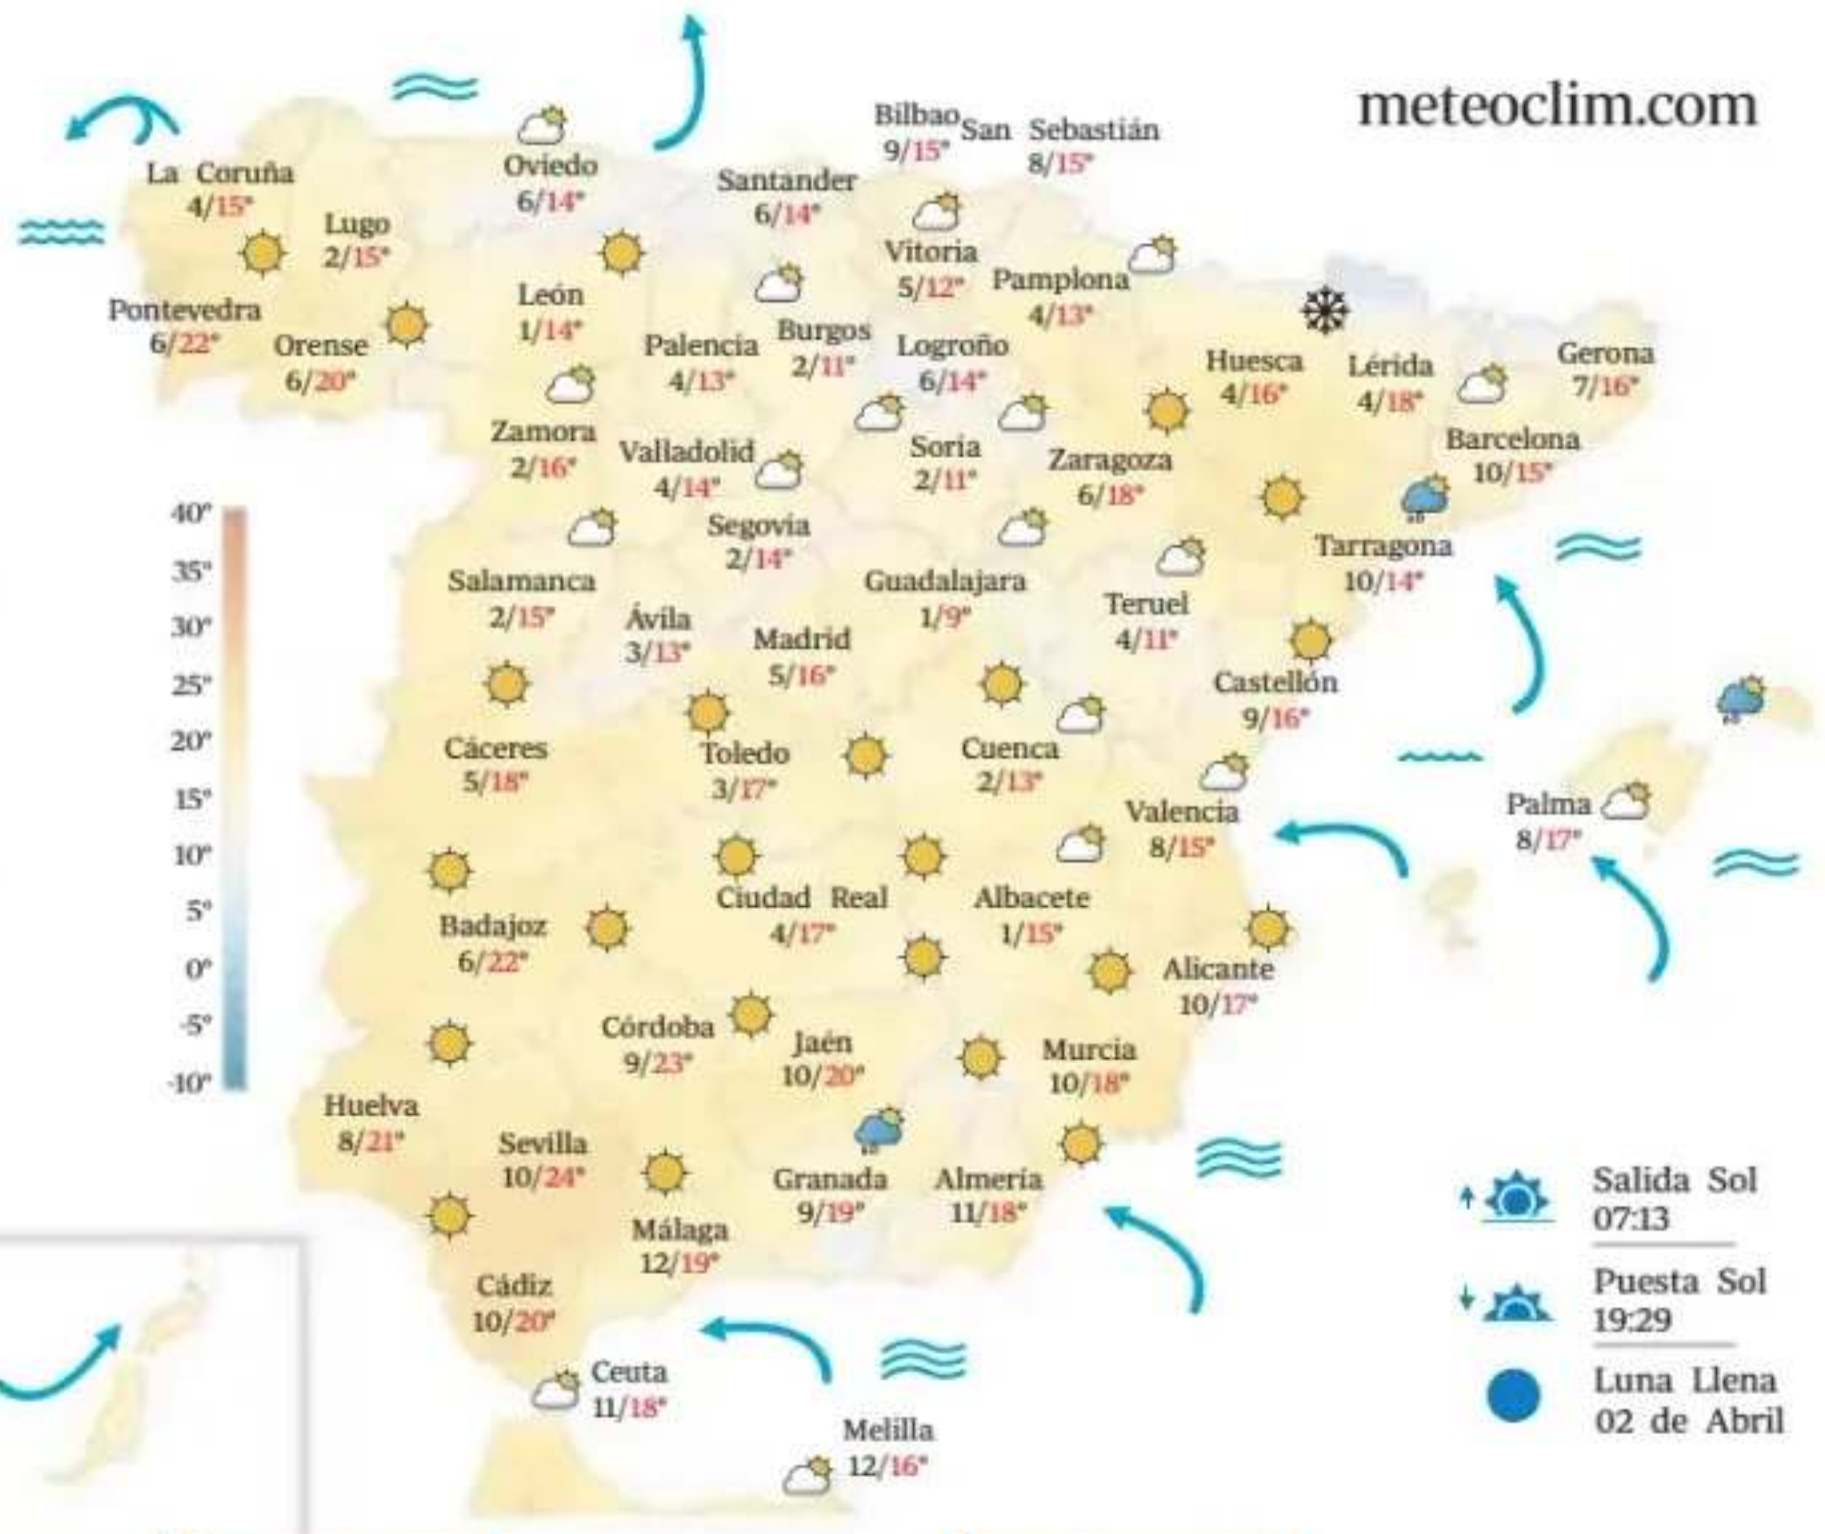 meteoclim.com
Bilbao
9/15°
San Sebastián
8/15°
La Coruña
4/15°
Oviedo
6/14°
Santander
6/14°
Lugo
2/15°
Vitoria
5/12°
Pamplona
4/13°
Pontevedra
6/22°
Orense
6/20°
León
1/14°
Palencia
4/13°
Burgos
2/11°
Logroño
6/14°
Huesca
4/16°
Lérida
4/18°
Gerona
7/16°
Zamora
2/16°
Valladolid
4/14°
Soria
2/11°
Zaragoza
6/18°
Barcelona
10/15°
Segovia
2/14°
Tarragona
10/14°
Salamanca
2/15°
Ávila
3/13°
Madrid
5/16°
Guadalajara
1/9°
Teruel
4/11°
Castellón
9/16°
Cáceres
5/18°
Toledo
3/17°
Cuenca
2/13°
Valencia
8/15°
Palma
8/17°
Badajoz
6/22°
Ciudad Real
4/17°
Albacete
1/15°
Alicante
10/17°
Córdoba
9/23°
Jaén
10/20°
Murcia
10/18°
Huelva
8/21°
Sevilla
10/24°
Granada
9/19°
Almería
11/18°
Málaga
12/19°
Cádiz
10/20°
Ceuta
11/18°
Melilla
12/16°
40°
35°
30°
25°
20°
15°
10°
5°
0°
-5°
-10°
Salida Sol
07:13
Puesta Sol
19:29
Luna Llena
02 de Abril